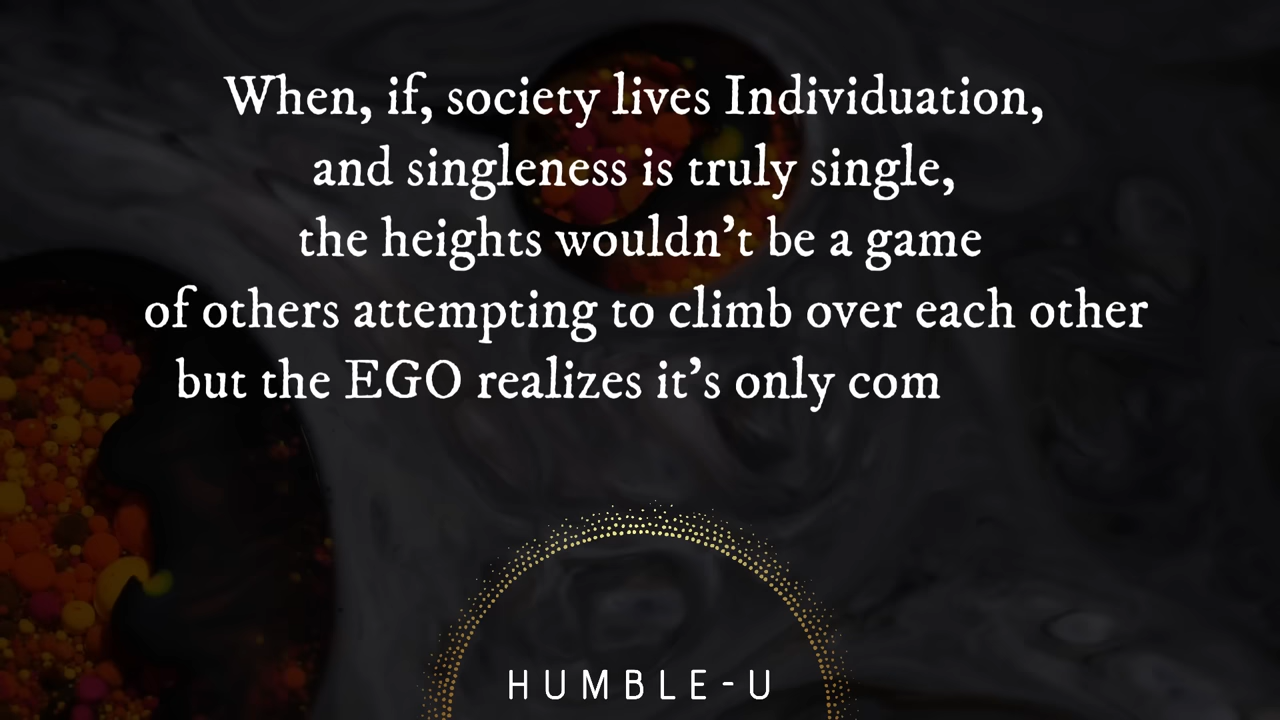 When, if, society lives Individuation,
and singleness is truly single,
the heights wouldn't be a game
of others attempting to climb over each other
but the EGO realizes it's only com
HUMBLE-U